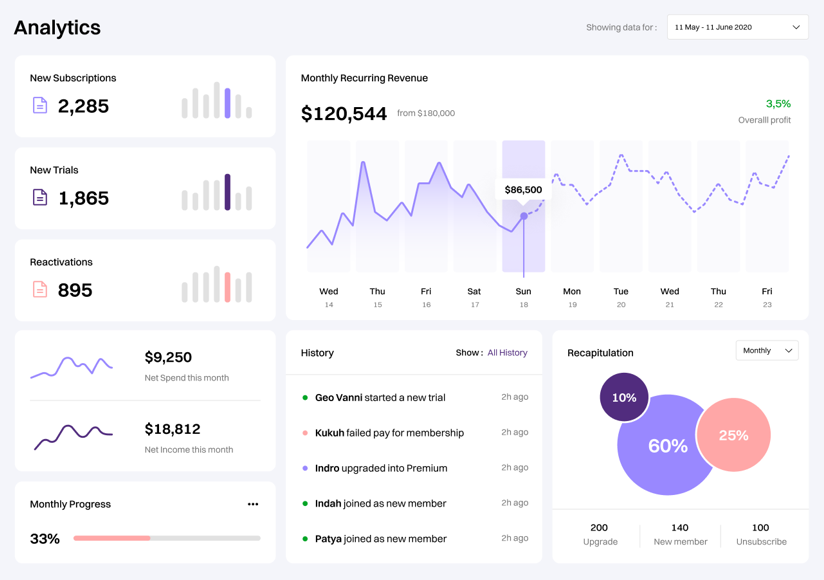 Analytics
Showing data for :
11 May - 11 June 2020
New Subscriptions
2,285
New Trials
1,865
Reactivations
895
$9,250
Net Spend this month
$18,812
Net Income this month
Monthly Progress
33%
Monthly Recurring Revenue
$120,544 from $180,000
3,5%
Overalll profit
$86,500
Wed Thu Fri Sat Sun Mon Tue Wed Thu Fri
14 15 16 17 18 19 20 21 22 23
History
Show : All History
Geo Vanni started a new trial 2h ago
Kukuh failed pay for membership 2h ago
Indro upgraded into Premium 2h ago
Indah joined as new member 2h ago
Patya joined as new member 2h ago
Recapitulation
Monthly
10%
60%
25%
200 140 100
Upgrade New member Unsubscribe